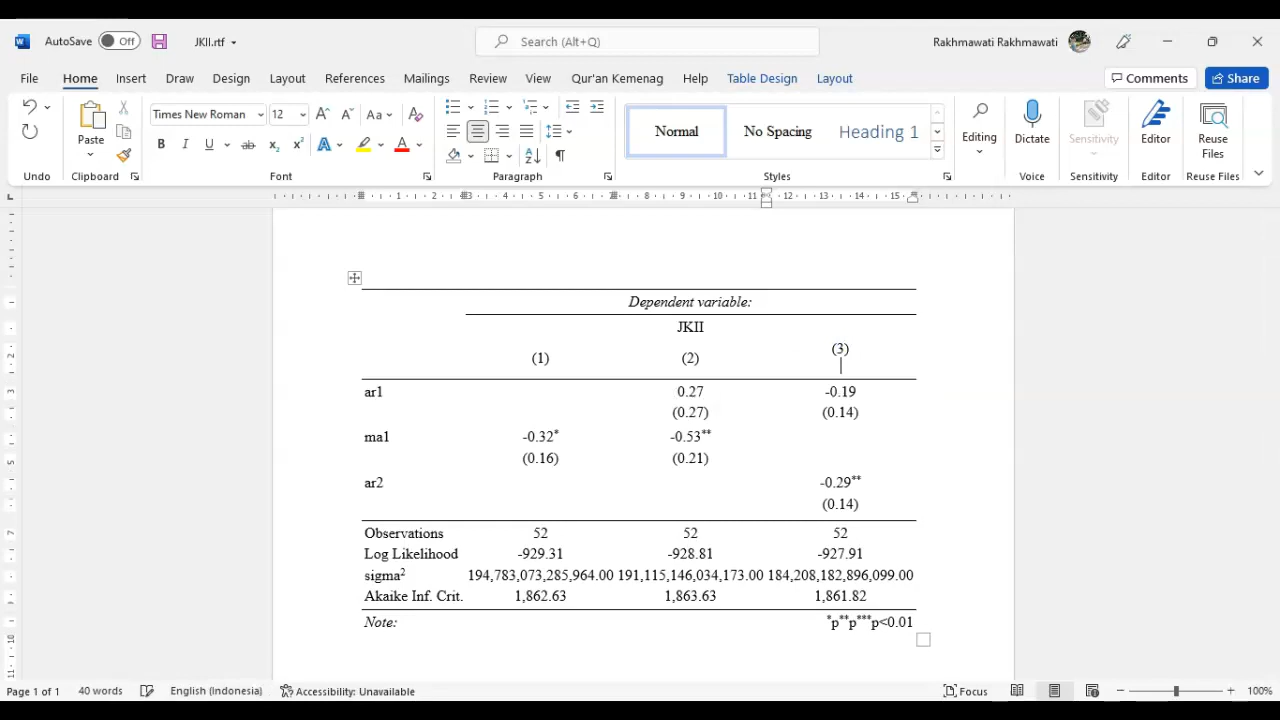 AutoSave Off JKII.rtf Search (Alt+Q) Rakhmawati Rakhmawati
File Home Insert Draw Design Layout References Mailings Review View Qur'an Kemenag Help Table Design Layout Comments Share
Times New Roman 12 Aa
Paste Normal No Spacing Heading 1 Editing Dictate Sensitivity Editor Reuse Files
Undo Clipboard Font Paragraph Styles Voice Sensitivity Editor Reuse Files
Dependent variable:
JKII
(1) (2) (3)
ar1 0.27 -0.19
(0.27) (0.14)
ma1 -0.32* -0.53**
(0.16) (0.21)
ar2 -0.29**
(0.14)
Observations 52 52 52
Log Likelihood -929.31 -928.81 -927.91
sigma² 194,783,073,285,964.00 191,115,146,034,173.00 184,208,182,896,099.00
Akaike Inf. Crit. 1,862.63 1,863.63 1,861.82
Note: *p**p***p<0.01
Page 1 of 1 40 words English (Indonesia) Accessibility: Unavailable Focus 100%